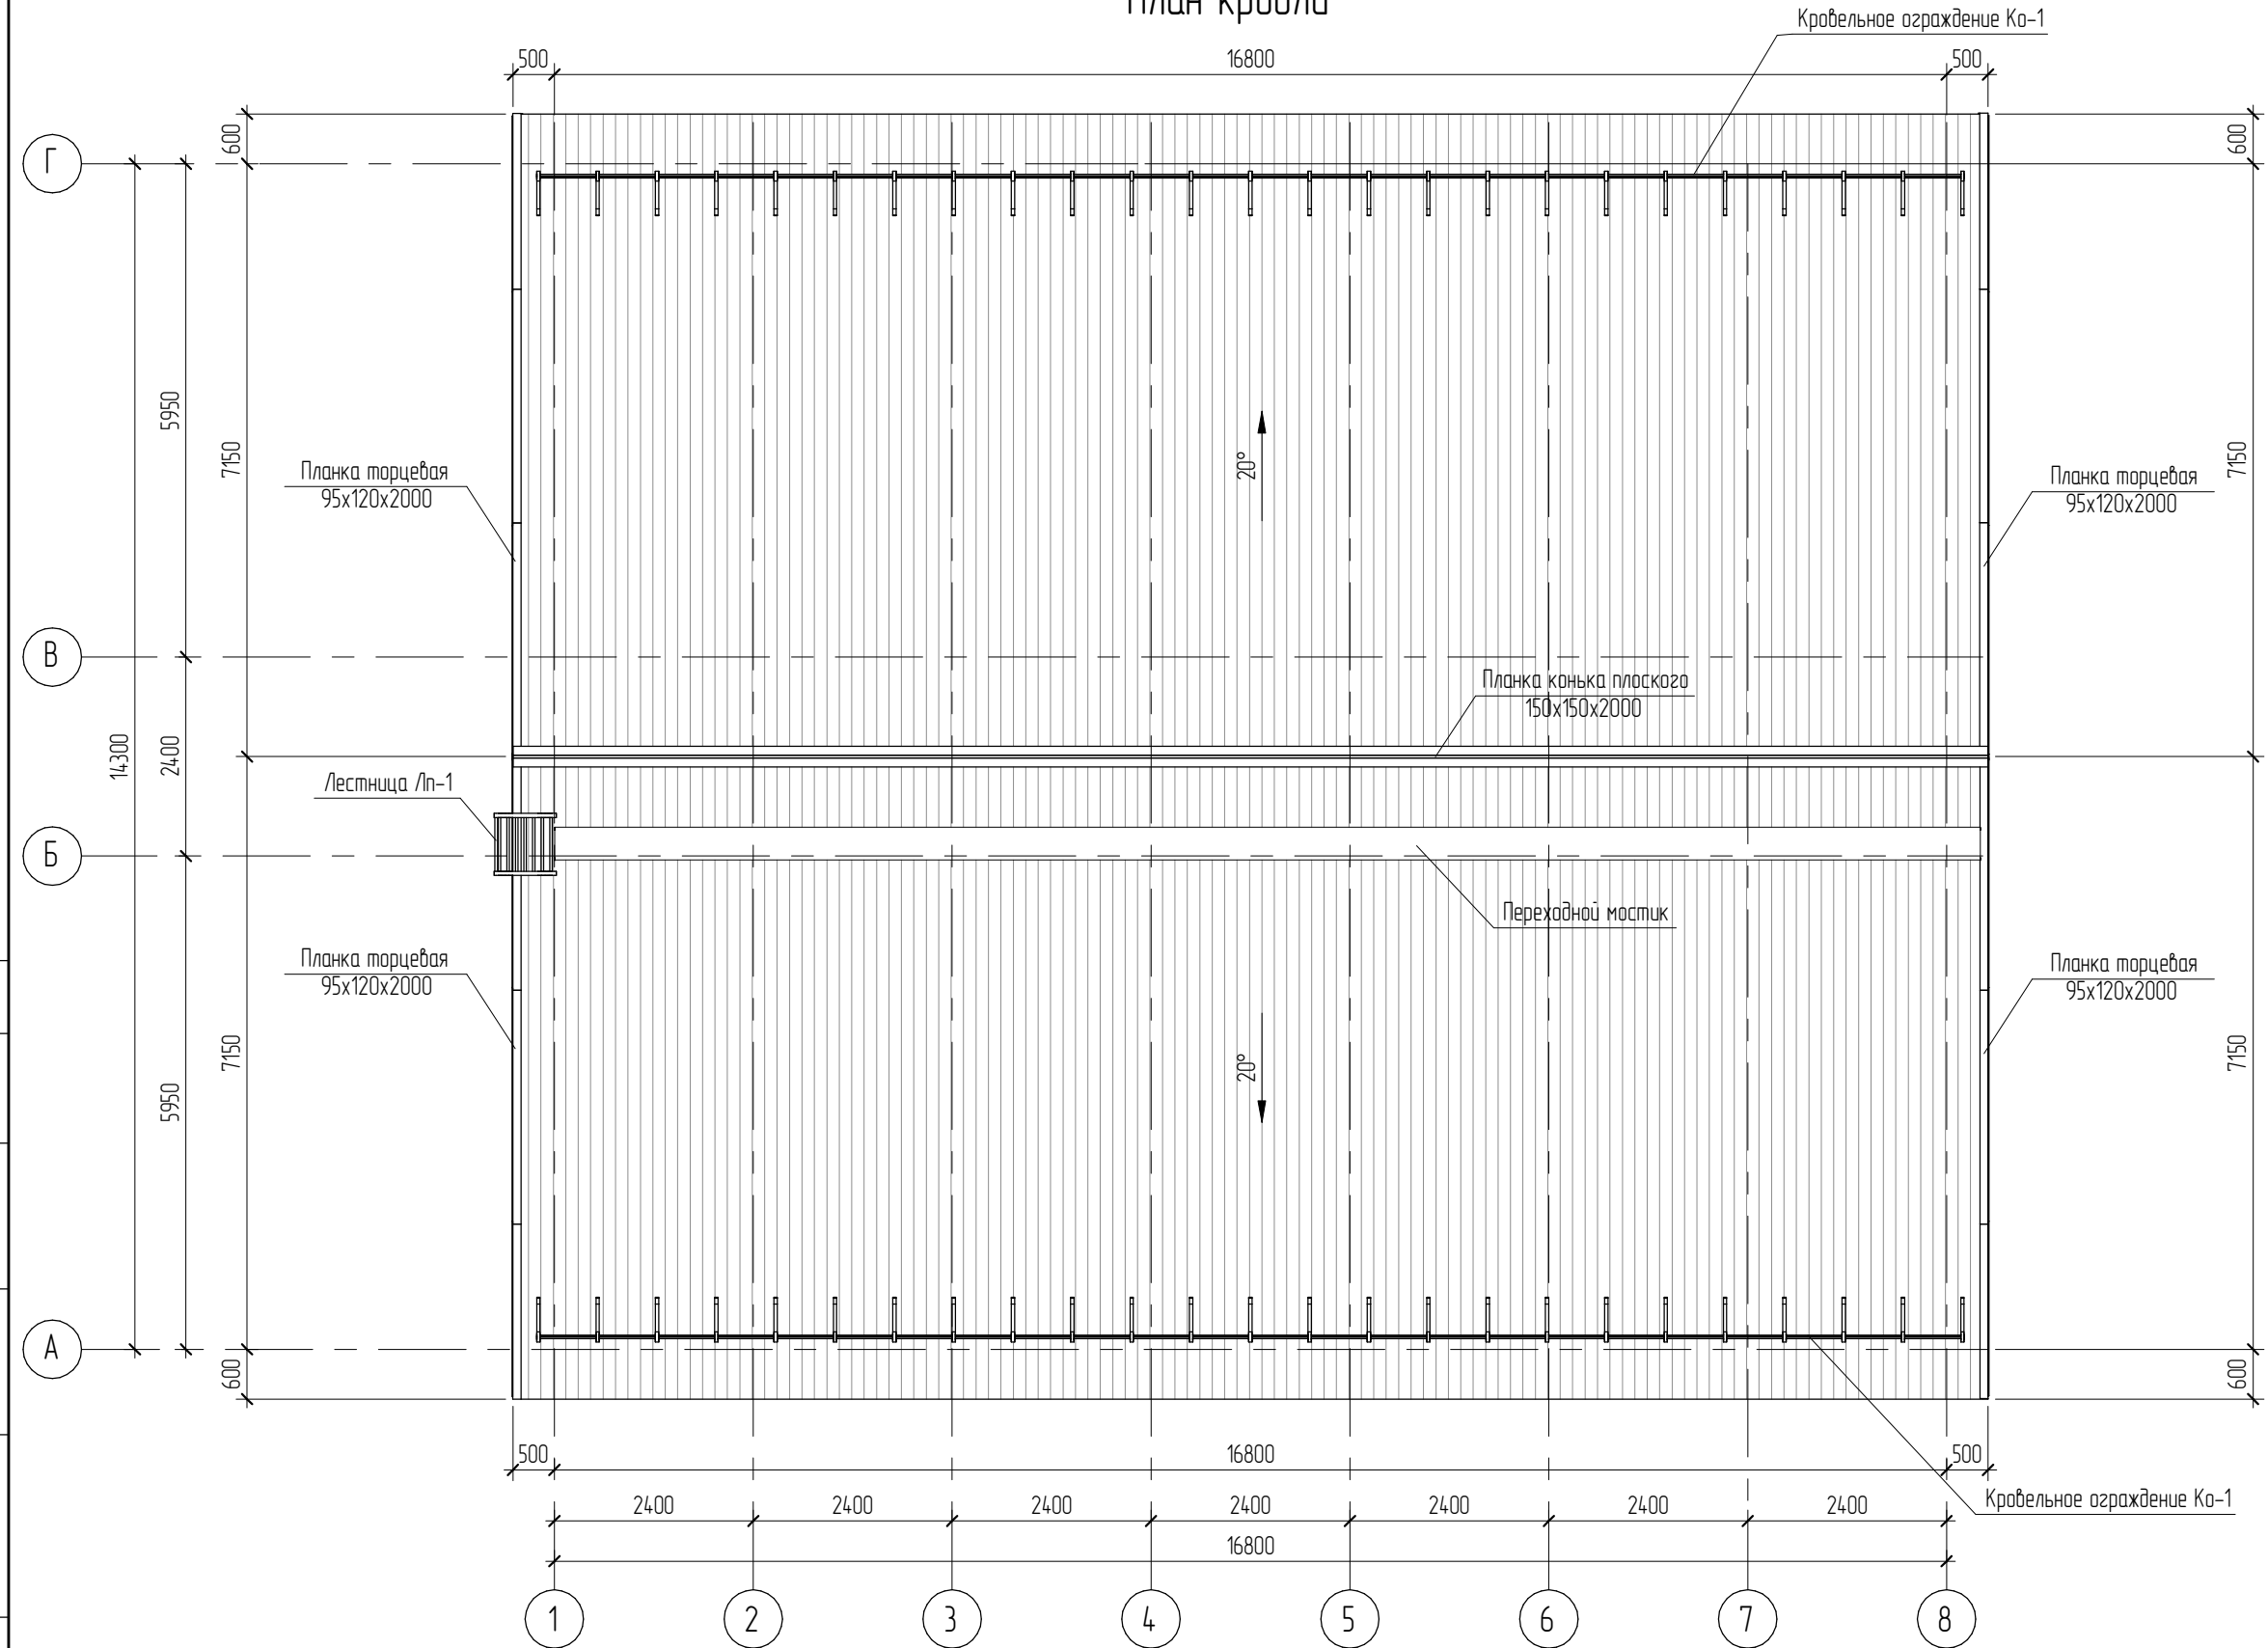 План кровли
Кровельное ограждение Ко-1
500
16800
500
600
600
Г
5950
7150
7150
Планка торцевая
95х120х2000
20°
Планка торцевая
95х120х2000
В
Планка конька плоского
150х150х2000
14300
2400
Лестница Лп-1
Б
Переходной мостик
Планка торцевая
95х120х2000
Планка торцевая
95х120х2000
7150
20°
7150
5950
А
600
600
500
16800
500
2400
2400
2400
2400
2400
2400
2400
Кровельное ограждение Ко-1
16800
1
2
3
4
5
6
7
8